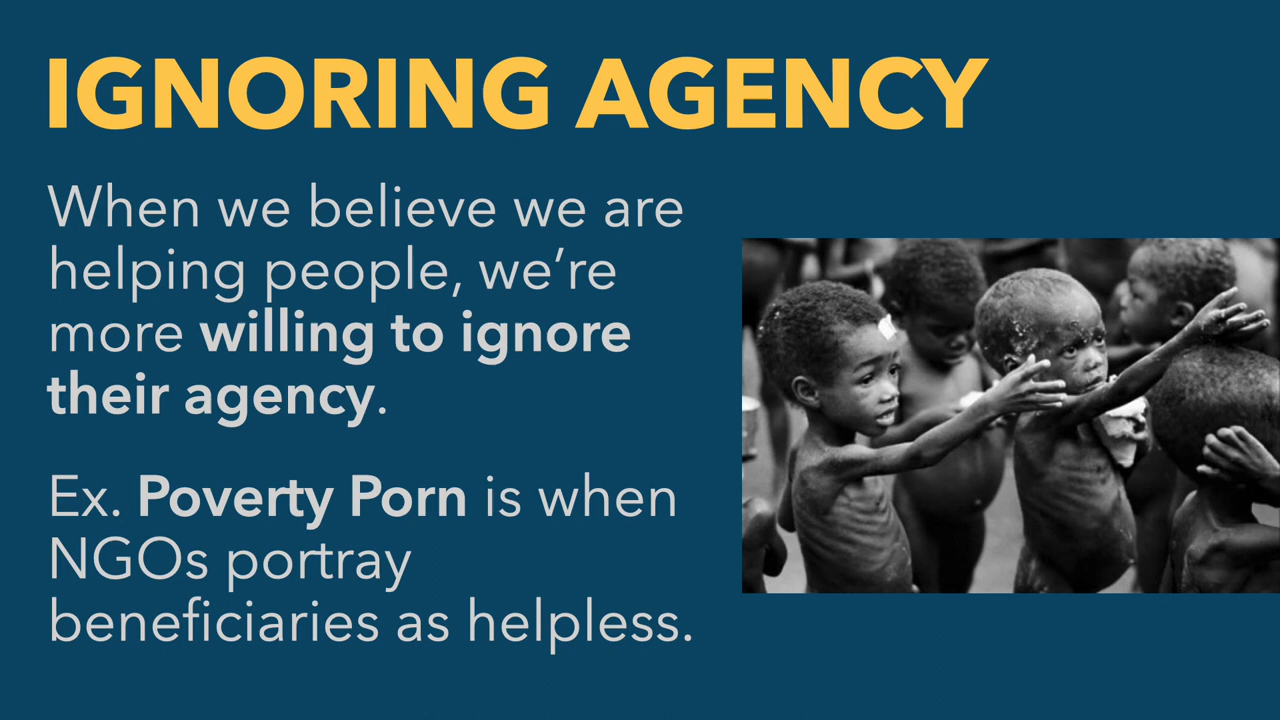 IGNORING AGENCY
When we believe we are
helping people, we’re
more willing to ignore
their agency.
Ex. Poverty Porn is when
NGOs portray
beneficiaries as helpless.